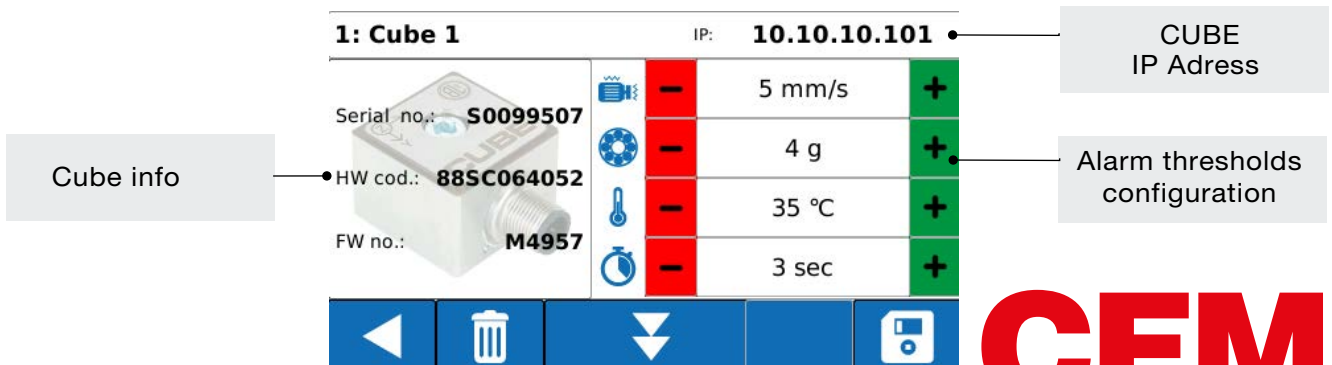 1: Cube 1 IP: 10.10.10.101
CUBE
IP Adress
5 mm/s
Serial no.: S0099507
4 g
Alarm thresholds
configuration
Cube info
HW cod.: 88SC064052
35 °C
FW no.: M4957
3 sec
CUBE
CEM